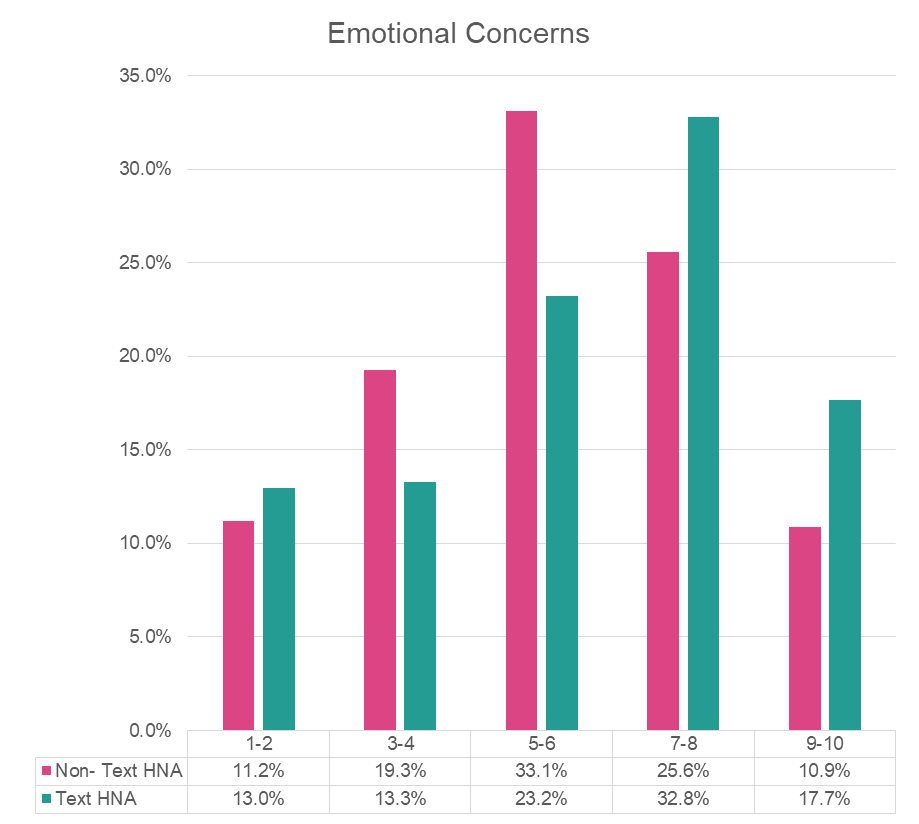 Emotional Concerns
35.0%
30.0%
25.0%
20.0%
15.0%
10.0%
5.0%
0.0%
1-2 3-4 5-6 7-8 9-10
Non- Text HNA 11.2% 19.3% 33.1% 25.6% 10.9%
Text HNA 13.0% 13.3% 23.2% 32.8% 17.7%